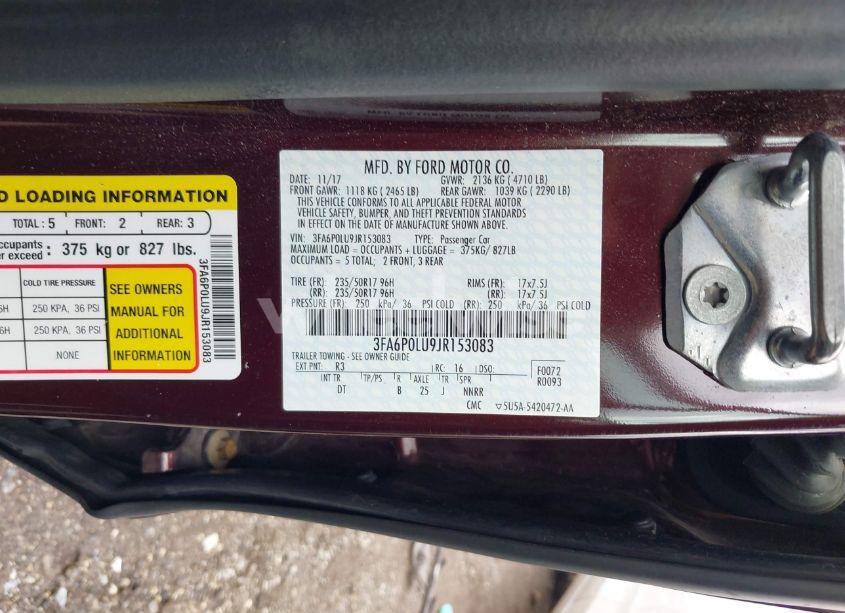 MFD. BY FORD MOTOR CO.
DATE: 11/17 GVWR: 2136 KG ( 4710 LB)
FRONT GAWR: 1118 KG ( 2465 LB) REAR GAWR: 1039 KG ( 2290 LB)
THIS VEHICLE CONFORMS TO ALL APPLICABLE FEDERAL MOTOR
VEHICLE SAFETY, BUMPER, AND THEFT PREVENTION STANDARDS
IN EFFECT ON THE DATE OF MANUFACTURE SHOWN ABOVE.
VIN: 3FA6P0LU9JR153083 TYPE: Passenger Car
MAXIMUM LOAD = OCCUPANTS + LUGGAGE = 375KG/ 827LB
OCCUPANTS = 5 TOTAL; 2 FRONT, 3 REAR
TIRE (FR): 235/50R17 96H RIMS (FR): 17x7.5J
(RR): 235/50R17 96H (RR): 17x7.5J
PRESSURE (FR): 250 kPa/ 36 PSI COLD (RR): 250 kPa/ 36 PSI COLD
3FA6P0LU9JR153083
TRAILER TOWING - SEE OWNER GUIDE
EXT PNT: R3 RC: 16 DSO: F0072
R0093
INT TR TP/PS R AXLE TR SPR
DT B 25 J NNRR
CMC ▽5U5A-5420472-AA
D LOADING INFORMATION
TOTAL : 5 FRONT: 2 REAR: 3
occupants
exceed : 375 kg or 827 lbs.
COLD TIRE PRESSURE
6H 250 KPA, 36 PSI
6H 250 KPA, 36 PSI
NONE
SEE OWNERS
MANUAL FOR
ADDITIONAL
INFORMATION
3FA6P0LU9JR153083